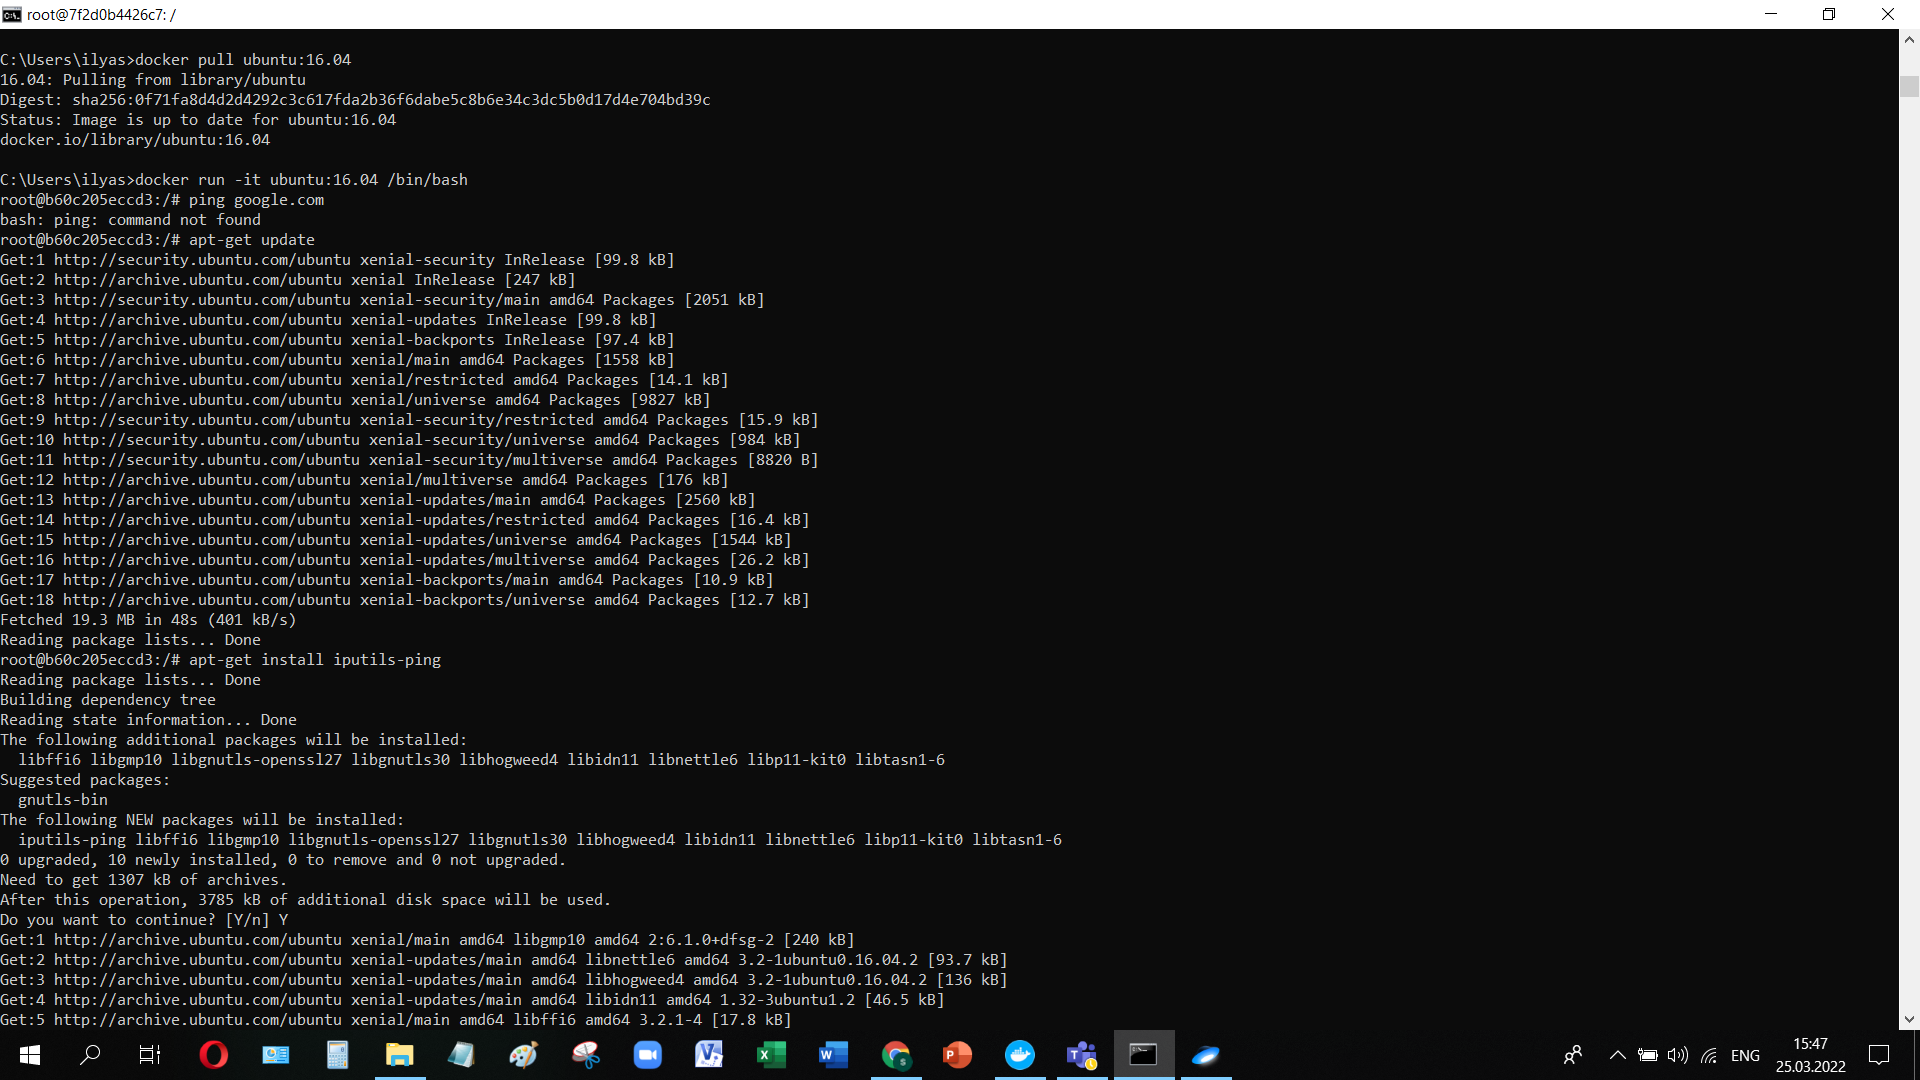 root@7f2d0b4426c7: /
C:\Users\ilyas>docker pull ubuntu:16.04
16.04: Pulling from library/ubuntu
Digest: sha256:0f71fa8d4d2d4292c3c617fda2b36f6dabe5c8b6e34c3dc5b0d17d4e704bd39c
Status: Image is up to date for ubuntu:16.04
docker.io/library/ubuntu:16.04
C:\Users\ilyas>docker run -it ubuntu:16.04 /bin/bash
root@b60c205eccd3:/# ping google.com
bash: ping: command not found
root@b60c205eccd3:/# apt-get update
Get:1 http://security.ubuntu.com/ubuntu xenial-security InRelease [99.8 kB]
Get:2 http://archive.ubuntu.com/ubuntu xenial InRelease [247 kB]
Get:3 http://security.ubuntu.com/ubuntu xenial-security/main amd64 Packages [2051 kB]
Get:4 http://archive.ubuntu.com/ubuntu xenial-updates InRelease [99.8 kB]
Get:5 http://archive.ubuntu.com/ubuntu xenial-backports InRelease [97.4 kB]
Get:6 http://archive.ubuntu.com/ubuntu xenial/main amd64 Packages [1558 kB]
Get:7 http://archive.ubuntu.com/ubuntu xenial/restricted amd64 Packages [14.1 kB]
Get:8 http://archive.ubuntu.com/ubuntu xenial/universe amd64 Packages [9827 kB]
Get:9 http://security.ubuntu.com/ubuntu xenial-security/restricted amd64 Packages [15.9 kB]
Get:10 http://security.ubuntu.com/ubuntu xenial-security/universe amd64 Packages [984 kB]
Get:11 http://security.ubuntu.com/ubuntu xenial-security/multiverse amd64 Packages [8820 B]
Get:12 http://archive.ubuntu.com/ubuntu xenial/multiverse amd64 Packages [176 kB]
Get:13 http://archive.ubuntu.com/ubuntu xenial-updates/main amd64 Packages [2560 kB]
Get:14 http://archive.ubuntu.com/ubuntu xenial-updates/restricted amd64 Packages [16.4 kB]
Get:15 http://archive.ubuntu.com/ubuntu xenial-updates/universe amd64 Packages [1544 kB]
Get:16 http://archive.ubuntu.com/ubuntu xenial-updates/multiverse amd64 Packages [26.2 kB]
Get:17 http://archive.ubuntu.com/ubuntu xenial-backports/main amd64 Packages [10.9 kB]
Get:18 http://archive.ubuntu.com/ubuntu xenial-backports/universe amd64 Packages [12.7 kB]
Fetched 19.3 MB in 48s (401 kB/s)
Reading package lists... Done
root@b60c205eccd3:/# apt-get install iputils-ping
Reading package lists... Done
Building dependency tree
Reading state information... Done
The following additional packages will be installed:
  libffi6 libgmp10 libgnutls-openssl27 libgnutls30 libhogweed4 libidn11 libnettle6 libp11-kit0 libtasn1-6
Suggested packages:
  gnutls-bin
The following NEW packages will be installed:
  iputils-ping libffi6 libgmp10 libgnutls-openssl27 libgnutls30 libhogweed4 libidn11 libnettle6 libp11-kit0 libtasn1-6
0 upgraded, 10 newly installed, 0 to remove and 0 not upgraded.
Need to get 1307 kB of archives.
After this operation, 3785 kB of additional disk space will be used.
Do you want to continue? [Y/n] Y
Get:1 http://archive.ubuntu.com/ubuntu xenial/main amd64 libgmp10 amd64 2:6.1.0+dfsg-2 [240 kB]
Get:2 http://archive.ubuntu.com/ubuntu xenial-updates/main amd64 libnettle6 amd64 3.2-1ubuntu0.16.04.2 [93.7 kB]
Get:3 http://archive.ubuntu.com/ubuntu xenial-updates/main amd64 libhogweed4 amd64 3.2-1ubuntu0.16.04.2 [136 kB]
Get:4 http://archive.ubuntu.com/ubuntu xenial-updates/main amd64 libidn11 amd64 1.32-3ubuntu1.2 [46.5 kB]
Get:5 http://archive.ubuntu.com/ubuntu xenial/main amd64 libffi6 amd64 3.2.1-4 [17.8 kB]
ENG
15:47
25.03.2022